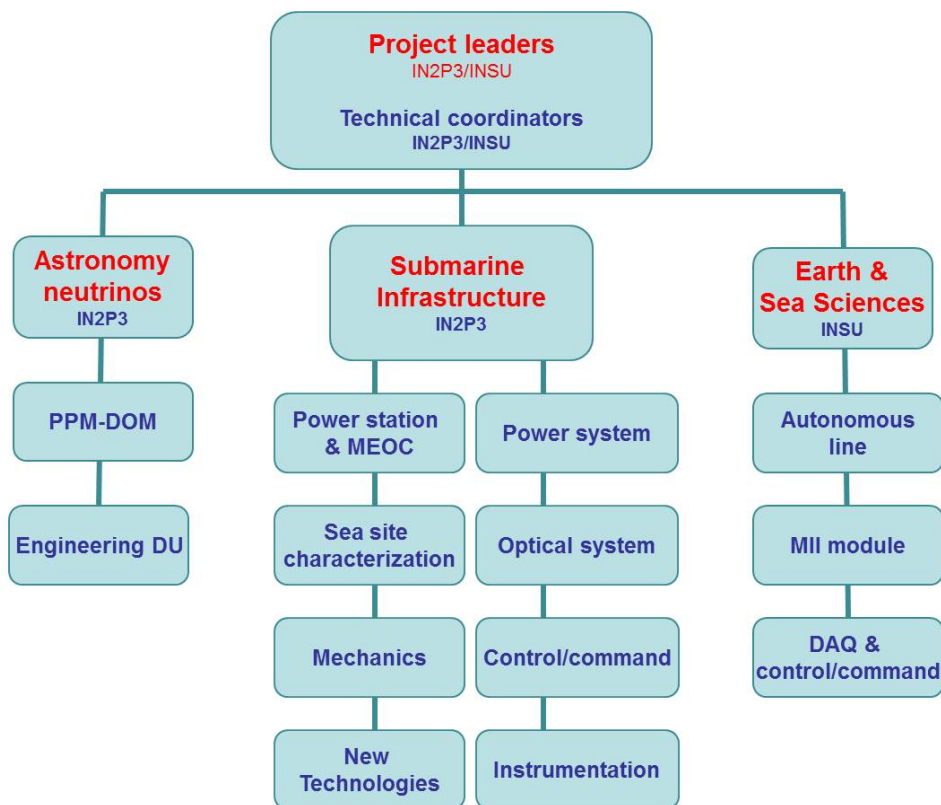 Project leaders
IN2P3/INSU
Technical coordinators
IN2P3/INSU
Astronomy
neutrinos
IN2P3
Submarine
Infrastructure
IN2P3
Earth &
Sea Sciences
INSU
PPM-DOM
Engineering DU
Power station
& MEOC
Sea site
characterization
Mechanics
New
Technologies
Power system
Optical system
Control/command
Instrumentation
Autonomous
line
MII module
DAQ &
control/command